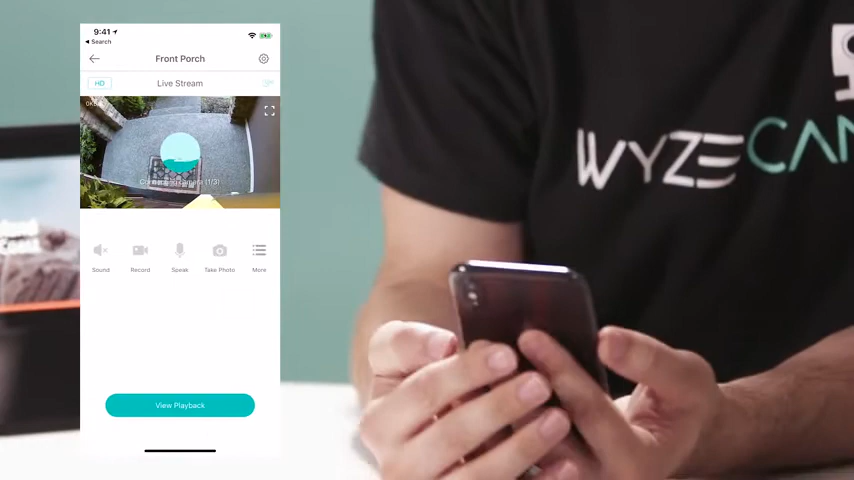 9:41
Search
Front Porch
HD
Live Stream
Sound
Record
Speak
Take Photo
More
View Playback
WYZECAM